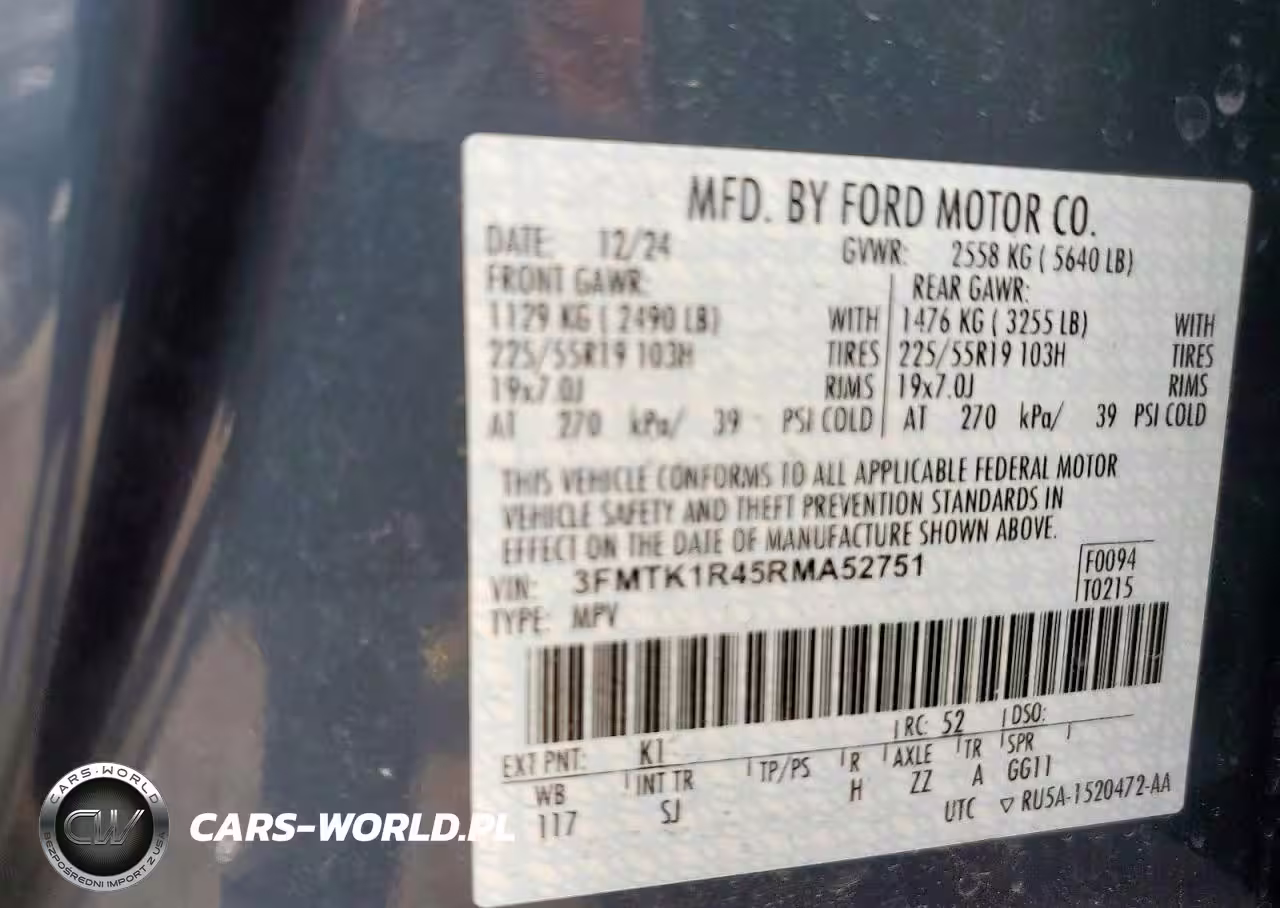 MFD. BY FORD MOTOR CO.
DATE: 12/24 GVWR: 2558 KG ( 5640 LB)
FRONT GAWR: REAR GAWR:
1129 KG ( 2490 LB) WITH 1476 KG ( 3255 LB) WITH
225/55R19 103H TIRES 225/55R19 103H TIRES
19x7.0J RIMS 19x7.0J RIMS
AT 270 kPa/ 39 PSI COLD AT 270 kPa/ 39 PSI COLD
THIS VEHICLE CONFORMS TO ALL APPLICABLE FEDERAL MOTOR
VEHICLE SAFETY AND THEFT PREVENTION STANDARDS IN
EFFECT ON THE DATE OF MANUFACTURE SHOWN ABOVE.
VIN: 3FMTK1R45RMA52751 F0094
TYPE: MPV T0215
EXT PNT: K1 RC: 52 DSO:
WB INT TR TP/PS R AXLE TR SPR
117 SJ H ZZ A GG11
UTC ▽ RU5A-1520472-AA
CARS-WORLD
CW
BEZPOŚREDNI IMPORT Z USA
CARS-WORLD.PL